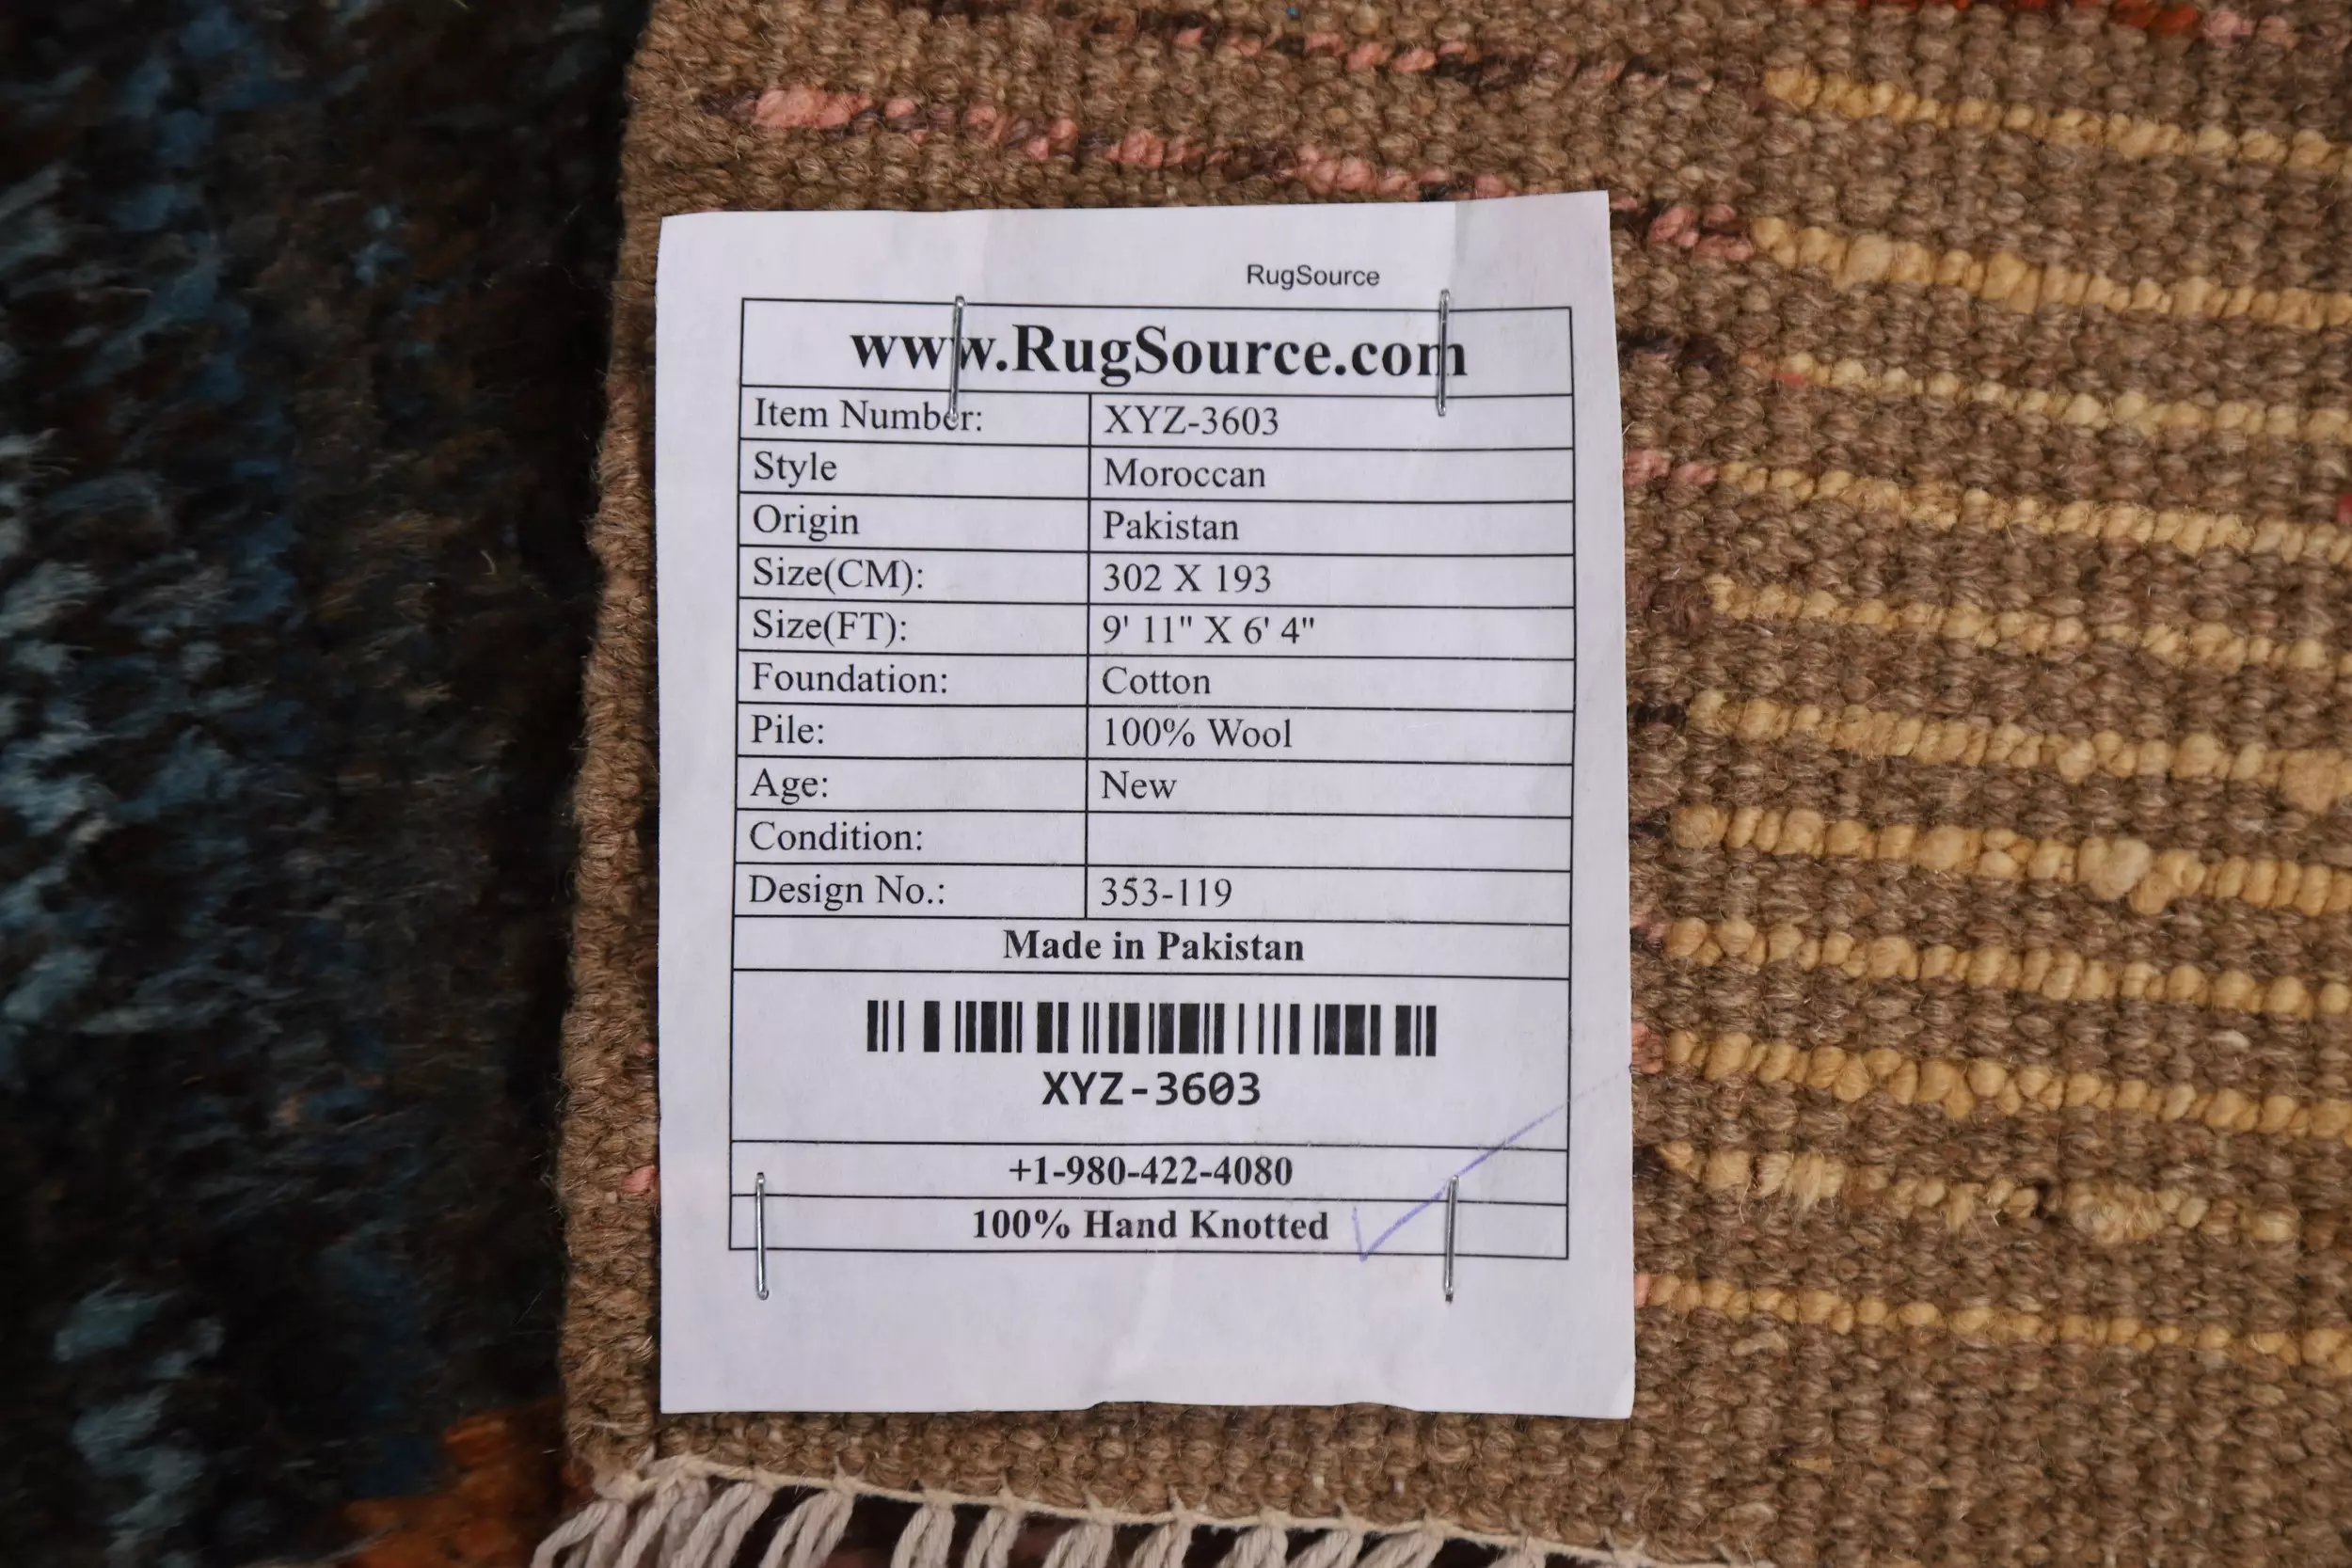 RugSource
www.RugSource.com
Item Number: XYZ-3603
Style Moroccan
Origin Pakistan
Size(CM): 302 X 193
Size(FT): 9' 11" X 6' 4"
Foundation: Cotton
Pile: 100% Wool
Age: New
Condition:
Design No.: 353-119
Made in Pakistan
XYZ-3603
+1-980-422-4080
100% Hand Knotted